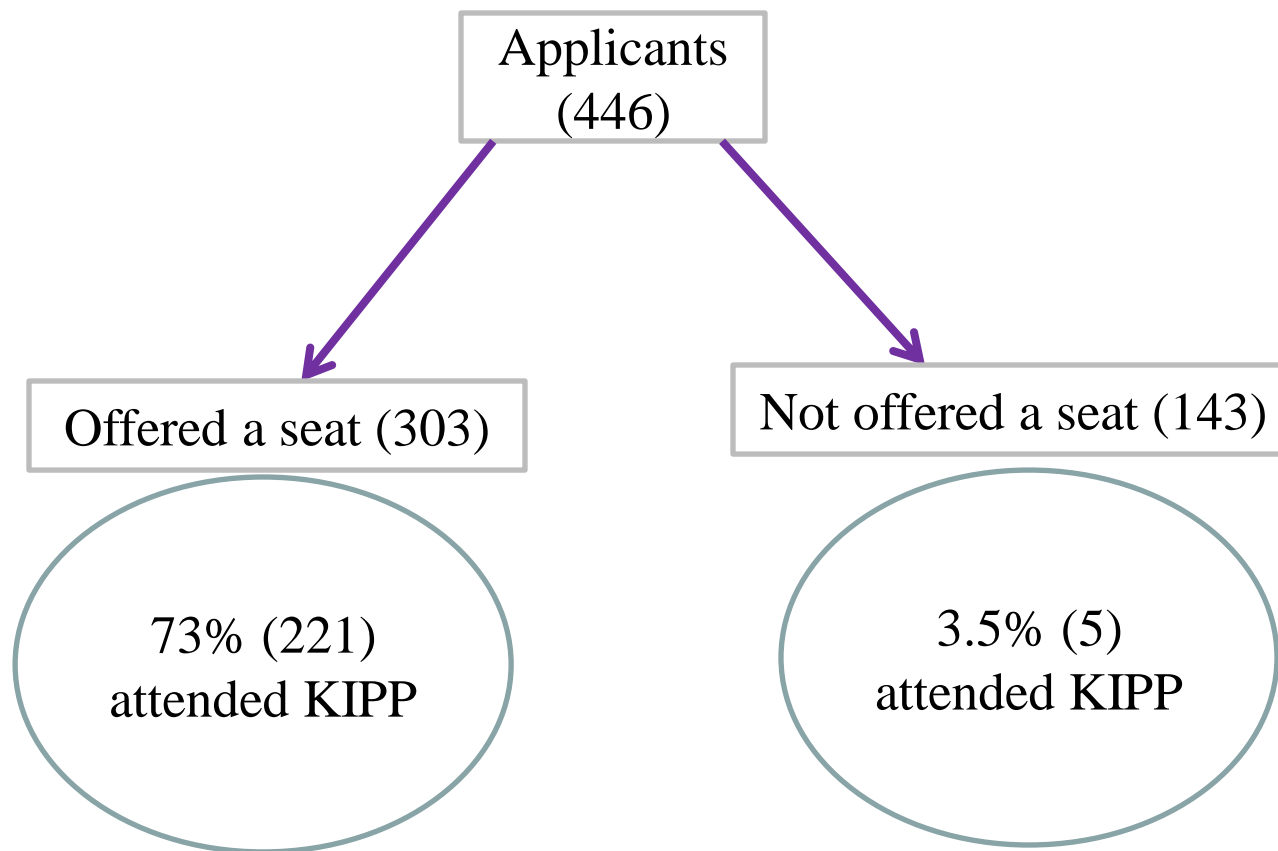 Applicants
(446)
Offered a seat (303)
Not offered a seat (143)
73% (221)
attended KIPP
3.5% (5)
attended KIPP